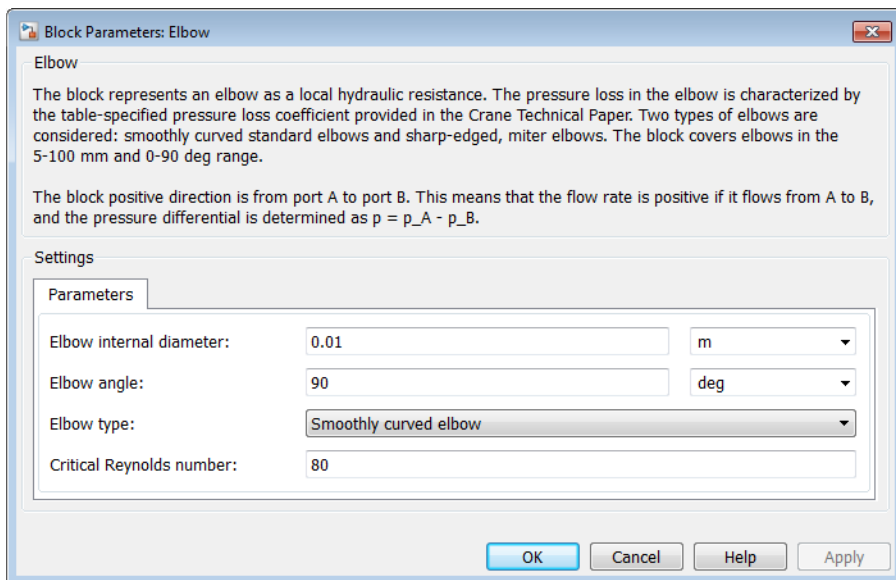 Block Parameters: Elbow
Elbow
The block represents an elbow as a local hydraulic resistance. The pressure loss in the elbow is characterized by
the table-specified pressure loss coefficient provided in the Crane Technical Paper. Two types of elbows are
considered: smoothly curved standard elbows and sharp-edged, miter elbows. The block covers elbows in the
5-100 mm and 0-90 deg range.
The block positive direction is from port A to port B. This means that the flow rate is positive if it flows from A to B,
and the pressure differential is determined as p = p_A - p_B.
Settings
Parameters
Elbow internal diameter: 0.01 m
Elbow angle: 90 deg
Elbow type: Smoothly curved elbow
Critical Reynolds number: 80
OK Cancel Help Apply